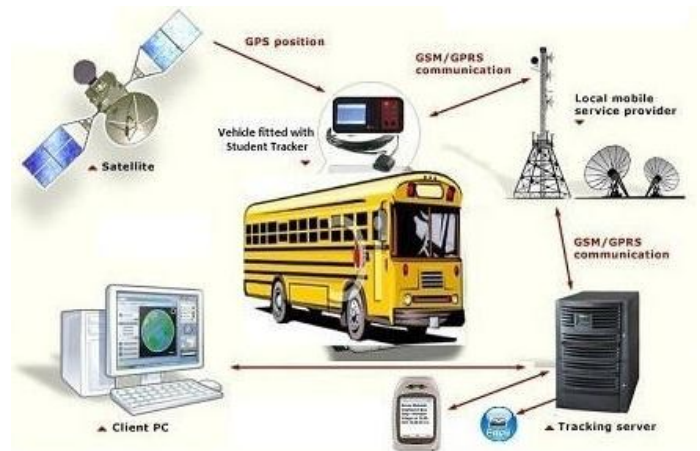 GPS position
GSM/GPRS
communication
Local mobile
service provider
Vehicle fitted with
Student Tracker
Satellite
GSM/GPRS
communication
Client PC
Tracking server